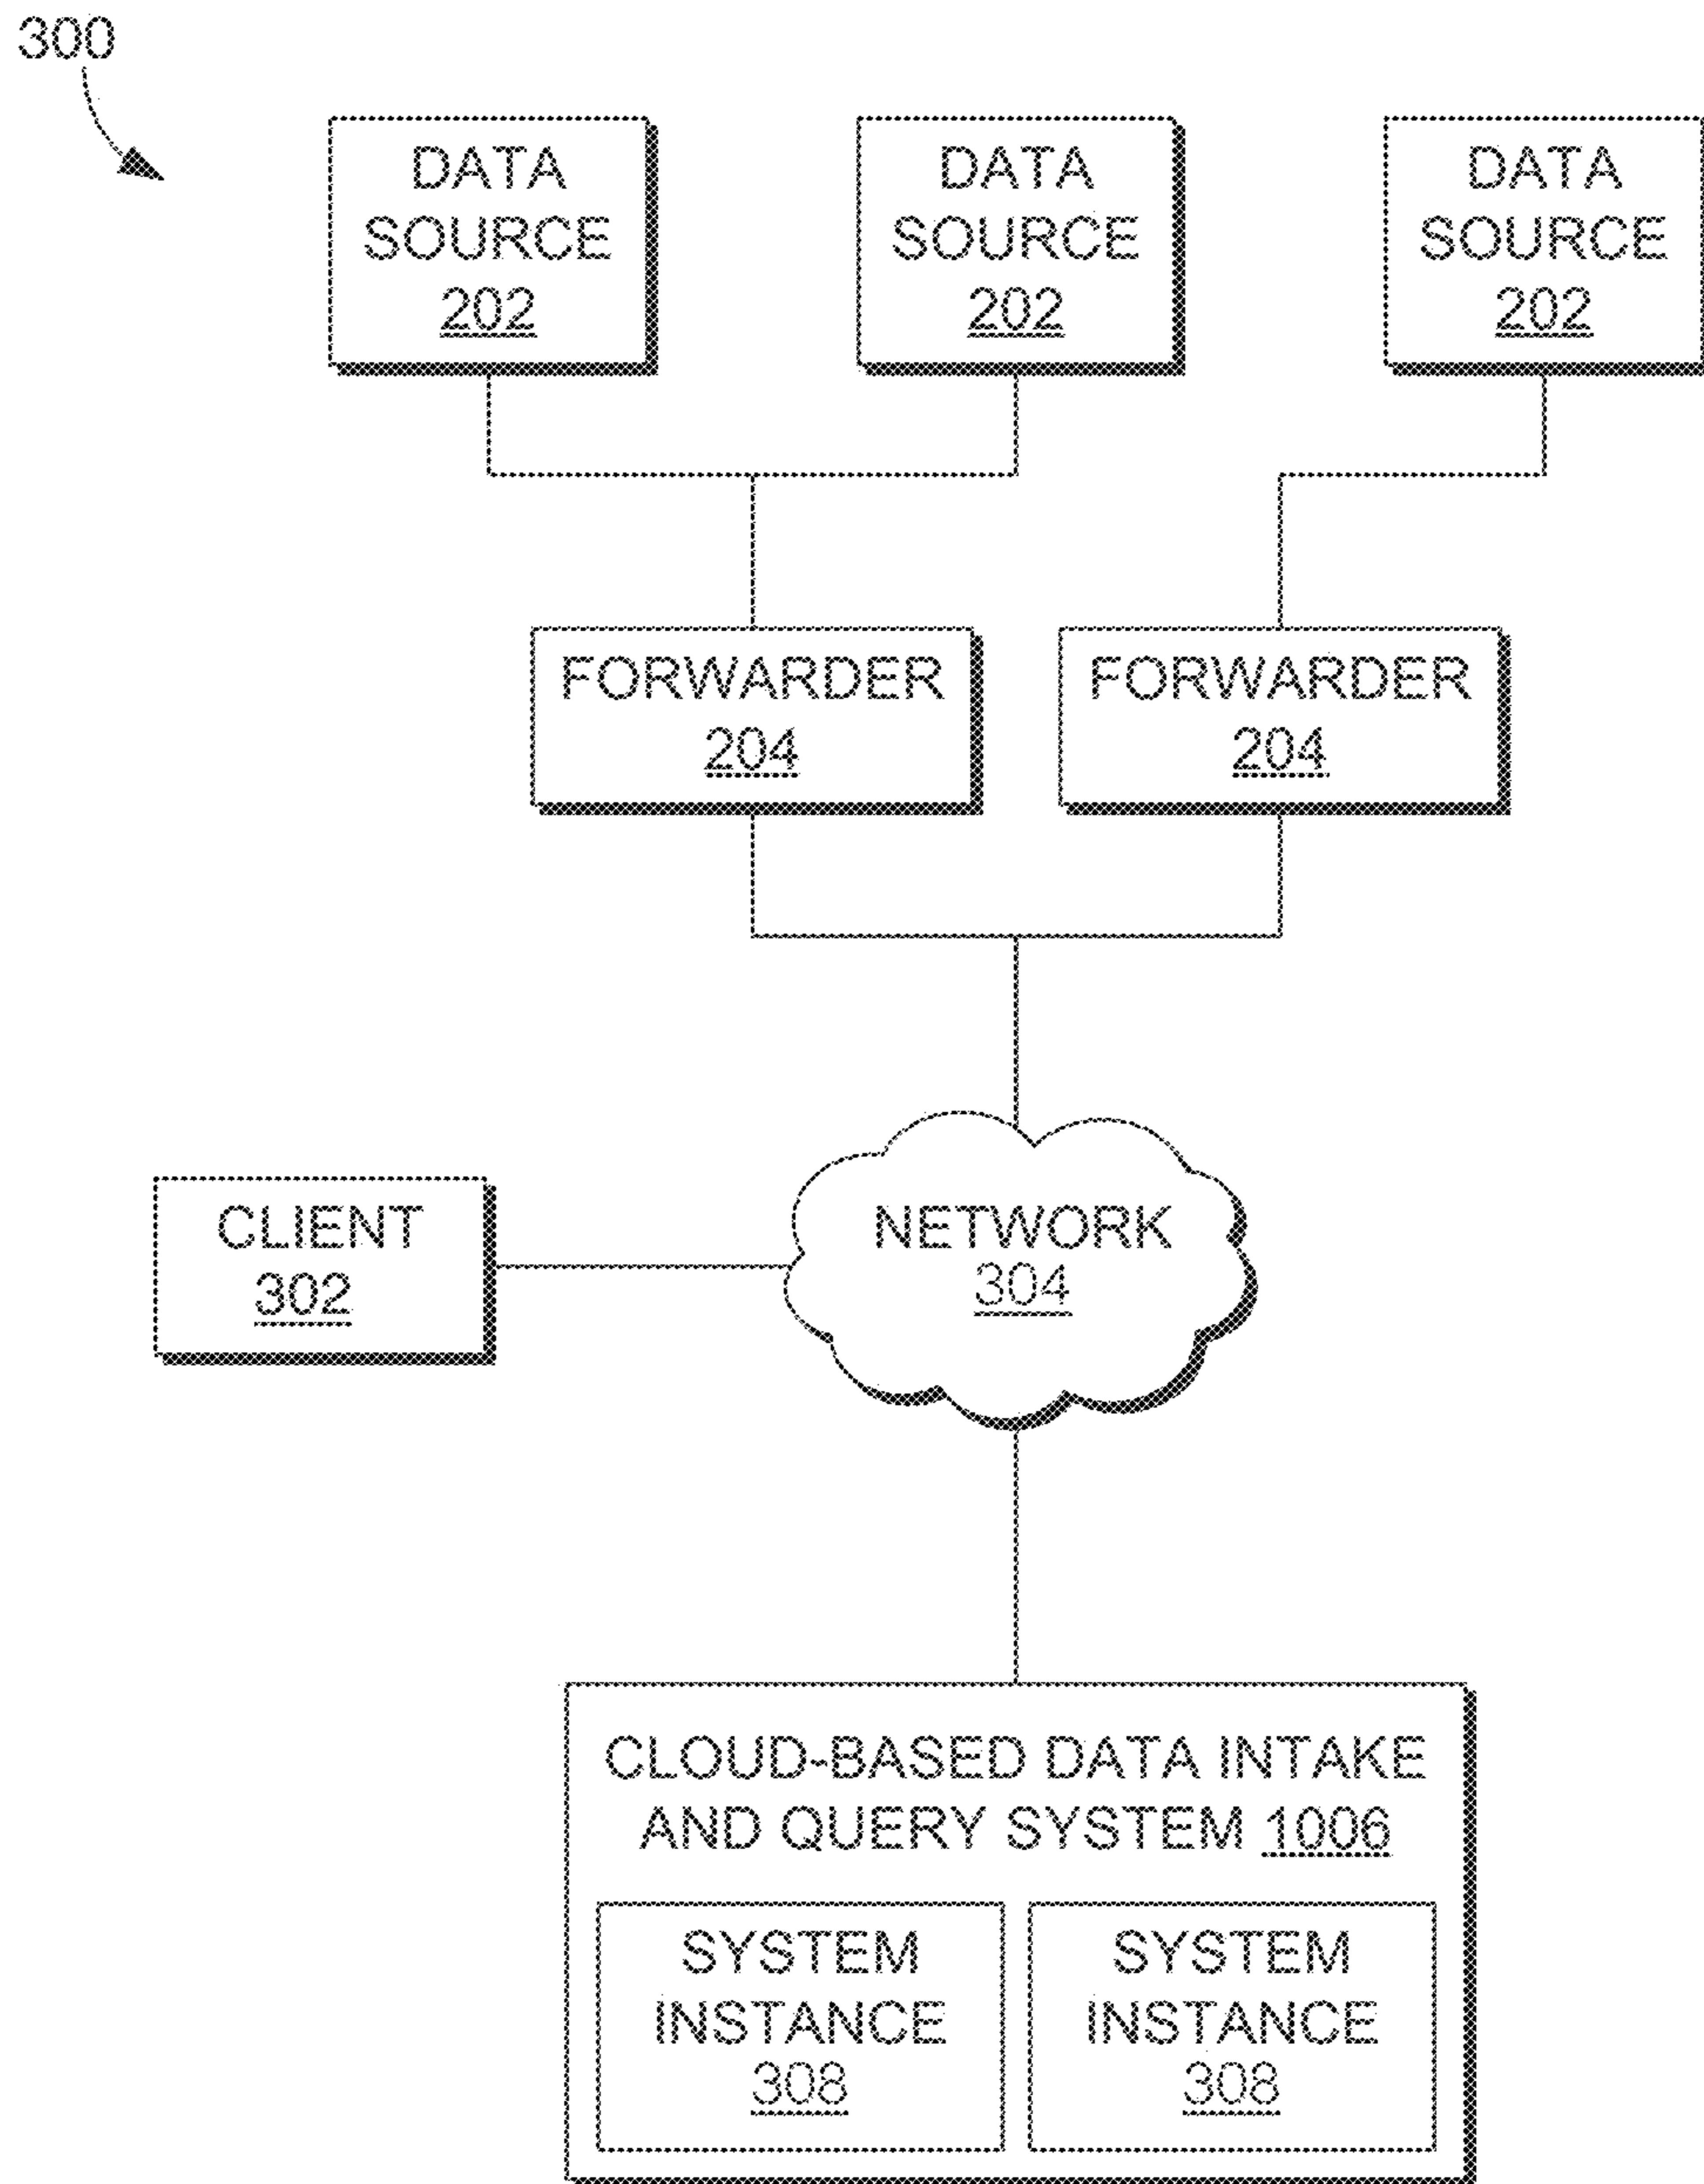 300
DATA
SOURCE
202
DATA
SOURCE
202
DATA
SOURCE
202
FORWARDER
204
FORWARDER
204
CLIENT
302
NETWORK
304
CLOUD-BASED DATA INTAKE
AND QUERY SYSTEM 1006
SYSTEM
INSTANCE
308
SYSTEM
INSTANCE
308